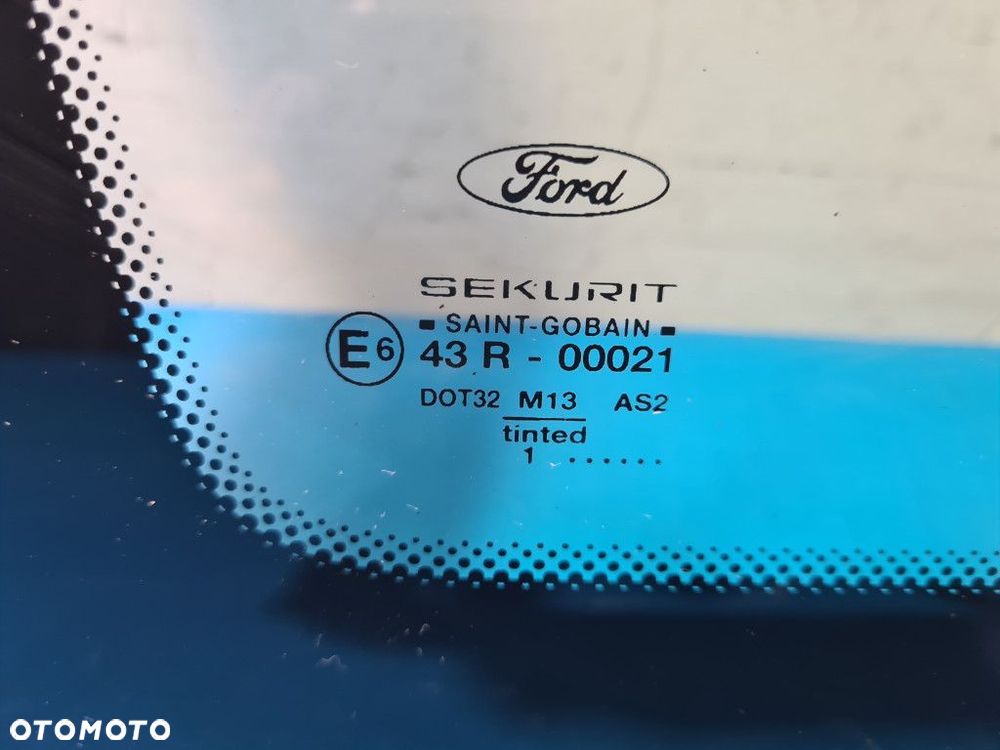 Ford
SEKURIT
SAINT-GOBAIN
E6 43 R - 00021
DOT32 M13 AS2
tinted
1 ......
OTOMOTO